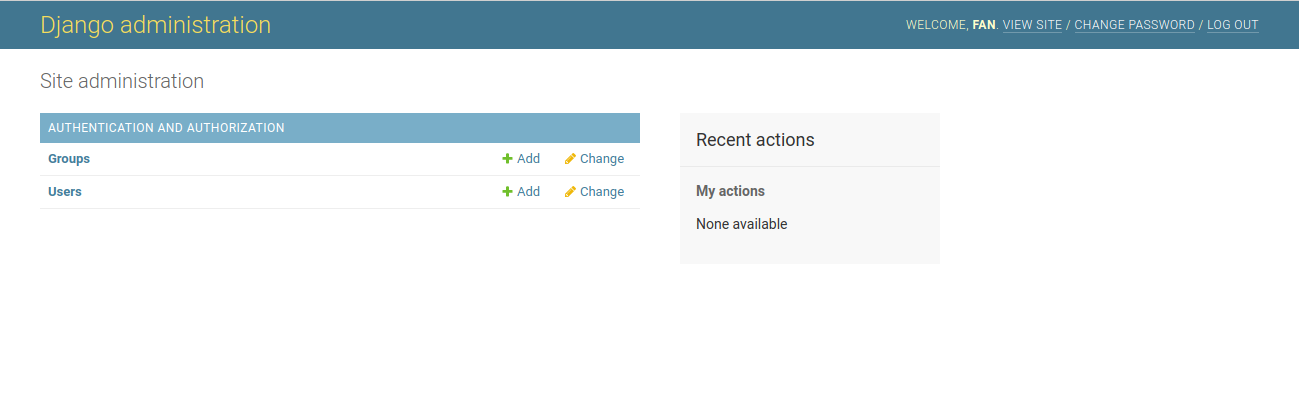 Django administration
WELCOME, FAN. VIEW SITE / CHANGE PASSWORD / LOG OUT
Site administration
AUTHENTICATION AND AUTHORIZATION
Groups Add Change
Users Add Change
Recent actions
My actions
None available